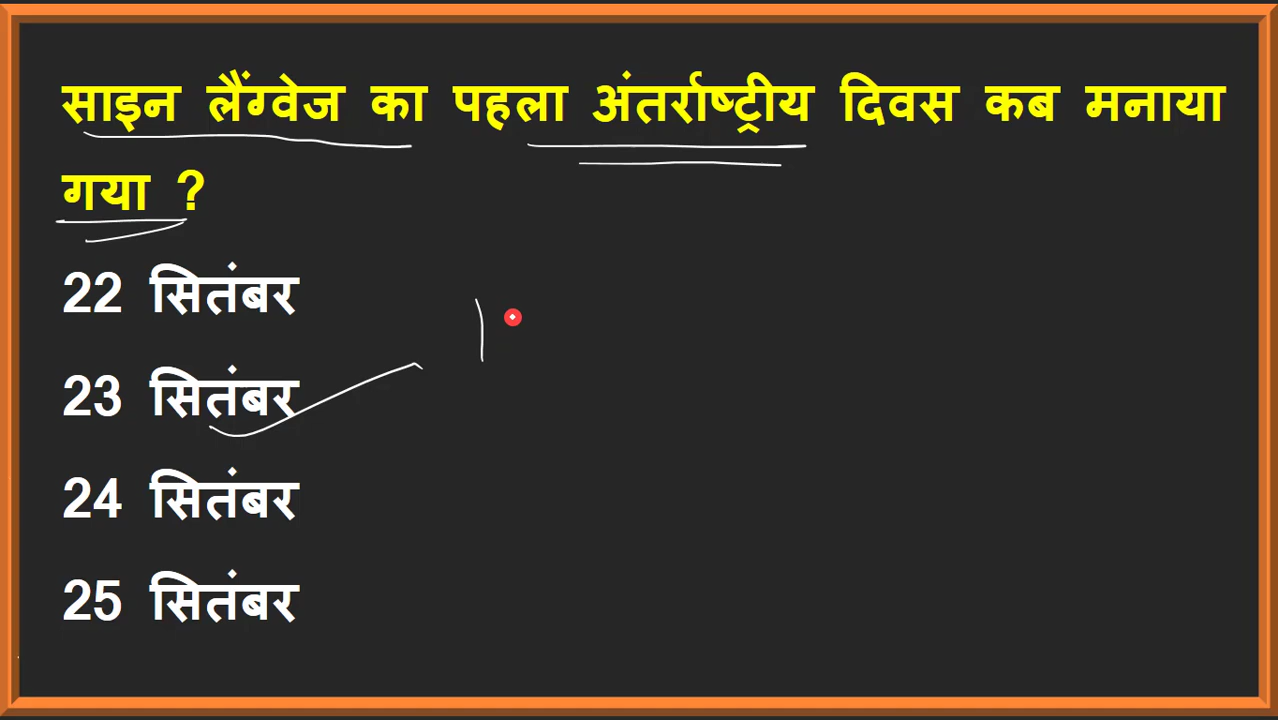 साइन लैंग्वेज का पहला अंतर्राष्ट्रीय दिवस कब मनाया
गया ?
22 सितंबर
23 सितंबर
24 सितंबर
25 सितंबर